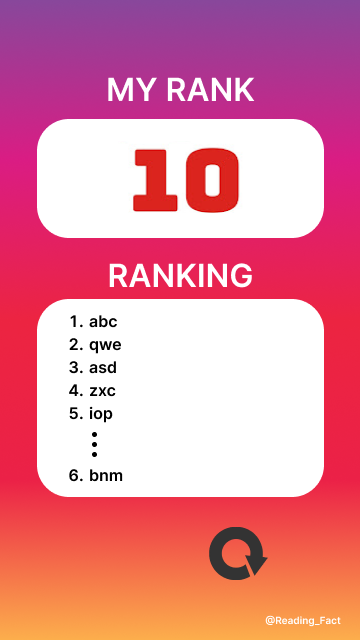 MY RANK
10
RANKING
1. abc
2. qwe
3. asd
4. zxc
5. iop
6. bnm
@Reading_Fact